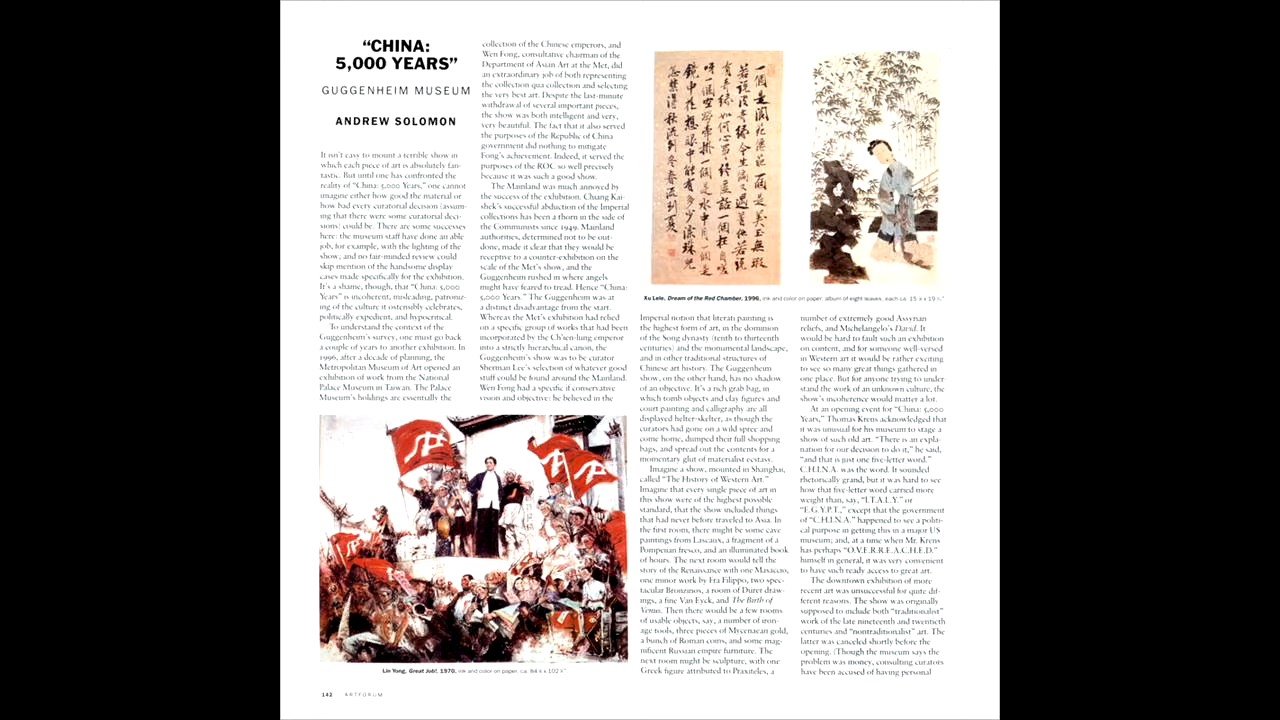 “CHINA:
5,000 YEARS”
GUGGENHEIM MUSEUM
ANDREW SOLOMON
It isn't easy to mount a terrible show in
which each piece of art is absolutely fan-
tastic. But until one has confronted the
reality of “China: 5,000 Years,” one cannot
imagine either how good the material or
how bad every curatorial decision (assum-
ing that there were some curatorial deci-
sions) could be. There are some successes
here: the museum staff have done an able
job, for example, with the lighting of the
show; and no fair-minded review could
skip mention of the handsome display
cases made specifically for the exhibition.
It's a shame, though, that “China: 5,000
Years” is incoherent, misleading, patroniz-
ing of the culture it ostensibly celebrates,
politically expedient, and hypocritical.
To understand the context of the
Guggenheim's survey, one must go back
a couple of years to another exhibition. In
1996, after a decade of planning, the
Metropolitan Museum of Art opened an
exhibition of work from the National
Palace Museum in Taiwan. The Palace
Museum's holdings are essentially the
collection of the Chinese emperors, and
Wen Fong, consultative chairman of the
Department of Asian Art at the Met, did
an extraordinary job of both representing
the collection qua collection and selecting
the very best art. Despite the last-minute
withdrawal of several important pieces,
the show was both intelligent and very,
very beautiful. The fact that it also served
the purposes of the Republic of China
government did nothing to mitigate
Fong's achievement. Indeed, it served the
purposes of the ROC so well precisely
because it was such a good show.
The Mainland was much annoyed by
the success of the exhibition. Chiang Kai-
shek's successful abduction of the Imperial
collections has been a thorn in the side of
the Communists since 1949. Mainland
authorities, determined not to be out-
done, made it clear that they would be
receptive to a counter-exhibition on the
scale of the Met's show, and the
Guggenheim rushed in where angels
might have feared to tread. Hence “China:
5,000 Years.” The Guggenheim was at
a distinct disadvantage from the start.
Whereas the Met's exhibition had relied
on a specific group of works that had been
incorporated by the Ch'ien-lung emperor
into a strictly hierarchical canon, the
Guggenheim's show was to be curator
Sherman Lee's selection of whatever good
stuff could be found around the Mainland.
Wen Fong had a specific if conservative
vision and objective: he believed in the
Xu Lele, Dream of the Red Chamber, 1996, ink and color on paper, album of eight leaves, each ca. 15 x 19
Imperial notion that literati painting is
the highest form of art, in the dominion
of the Song dynasty (tenth to thirteenth
centuries) and the monumental landscape,
and in other traditional structures of
Chinese art history. The Guggenheim
show, on the other hand, has no shadow
of an objective. It's a rich grab bag, in
which tomb objects and clay figures and
court painting and calligraphy are all
displayed helter-skelter, as though the
curators had gone on a wild spree and
come home, dumped their full shopping
bags, and spread out the contents for a
momentary glut of materialist ecstasy.
Imagine a show, mounted in Shanghai,
called “The History of Western Art.”
Imagine that every single piece of art in
this show were of the highest possible
standard, that the show included things
that had never before traveled to Asia. In
the first room, there might be some cave
paintings from Lascaux, a fragment of a
Pompeian fresco, and an illuminated book
of hours. The next room would tell the
story of the Renaissance with one Masaccio,
one minor work by Fra Filippo, two spec-
tacular Bronzinos, a room of Dürer draw-
ings, a fine Van Eyck, and The Birth of
Venus. Then there would be a few rooms
of usable objects, say, a number of iron-
age tools, three pieces of Mycenaean gold,
a bunch of Roman coins, and some mag-
nificent Russian empire furniture. The
next room might be sculpture, with one
Greek figure attributed to Praxiteles, a
number of extremely good Assyrian
reliefs, and Michelangelo's David. It
would be hard to fault such an exhibition
on content, and for someone well-versed
in Western art it would be rather exciting
to see so many great things gathered in
one place. But for anyone trying to under
stand the work of an unknown culture, the
show's incoherence would matter a lot.
At an opening event for “China: 5,000
Years,” Thomas Krens acknowledged that
it was unusual for his museum to stage a
show of such old art. “There is an expla-
nation for our decision to do it,” he said,
“and that is just one five-letter word.”
C.H.I.N.A. was the word. It sounded
rhetorically grand, but it was hard to see
how that five-letter word carried more
weight than, say, “I.T.A.L.Y.” or
“E.G.Y.P.T.,” except that the government
of “C.H.I.N.A.” happened to see a politi-
cal purpose in getting this in a major US
museum; and, at a time when Mr. Krens
has perhaps “O.V.E.R.R.E.A.C.H.E.D.”
himself in general, it was very convenient
to have such ready access to great art.
The downtown exhibition of more
recent art was unsuccessful for quite dif-
ferent reasons. The show was originally
supposed to include both “traditionalist”
work of the late nineteenth and twentieth
centuries and “nontraditionalist” art. The
latter was canceled shortly before the
opening. (Though the museum says the
problem was money, consulting curators
have been accused of having personal
Lin Yong, Great Job!, 1970, ink and color on paper, ca. 84 x 102
142 ARTFORUM